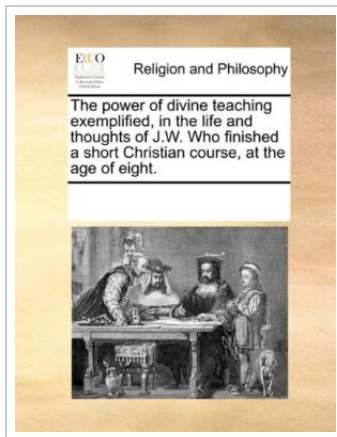 ECCO
Religion and Philosophy
The power of divine teaching
exemplified, in the life and
thoughts of J.W. Who finished
a short Christian course, at the
age of eight.